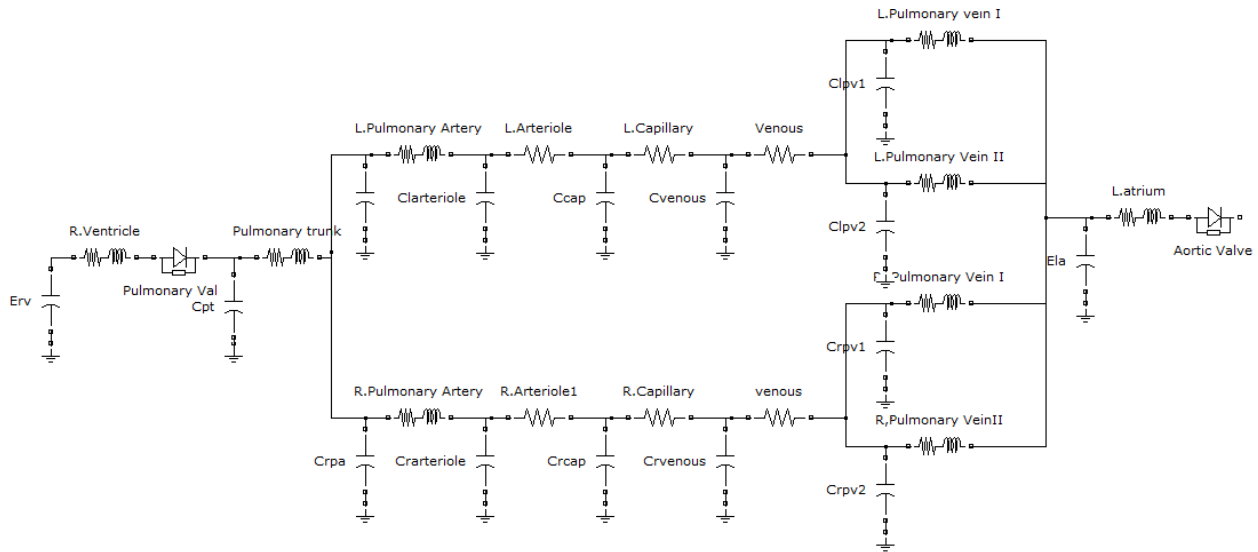 L.Pulmonary vein I
Clpv1
L.Pulmonary Artery
L.Arteriole
L.Capillary
Venous
L.Pulmonary Vein II
Clarteriole
Ccap
Cvenous
Clpv2
L.atrium
R.Ventricle
Pulmonary trunk
Aortic Valve
Ela
Pulmonary Val
Erv
Cpt
Pulmonary Vein I
Crpv1
R.Pulmonary Artery
R.Arteriole1
R.Capillary
venous
R,Pulmonary VeinII
Crpa
Crarteriole
Crcap
Crvenous
Crpv2